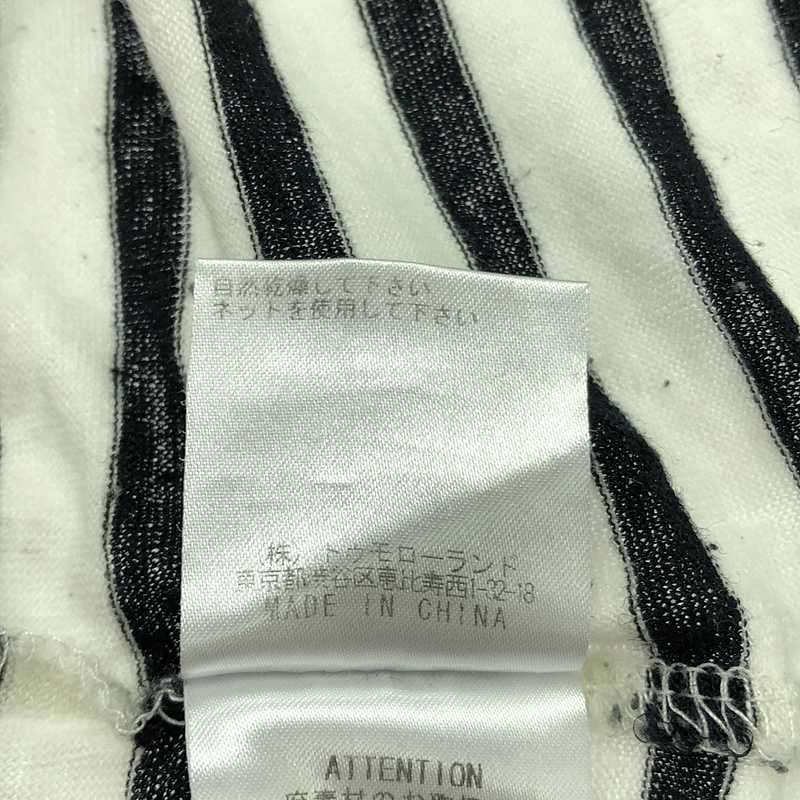 自然乾燥して下さい
ネットを使用して下さい
株)トゥモローランド
東京都渋谷区恵比寿西1-32-18
MADE IN CHINA
ATTENTION